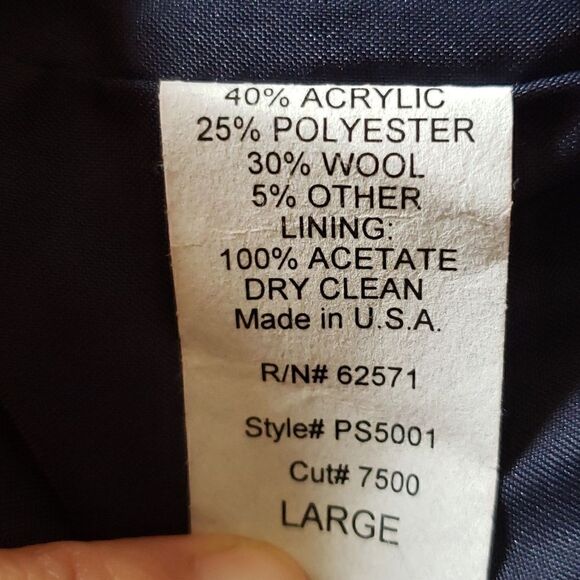 40% ACRYLIC
25% POLYESTER
30% WOOL
5% OTHER
LINING:
100% ACETATE
DRY CLEAN
Made in U.S.A.
R/N# 62571
Style# PS5001
Cut# 7500
LARGE